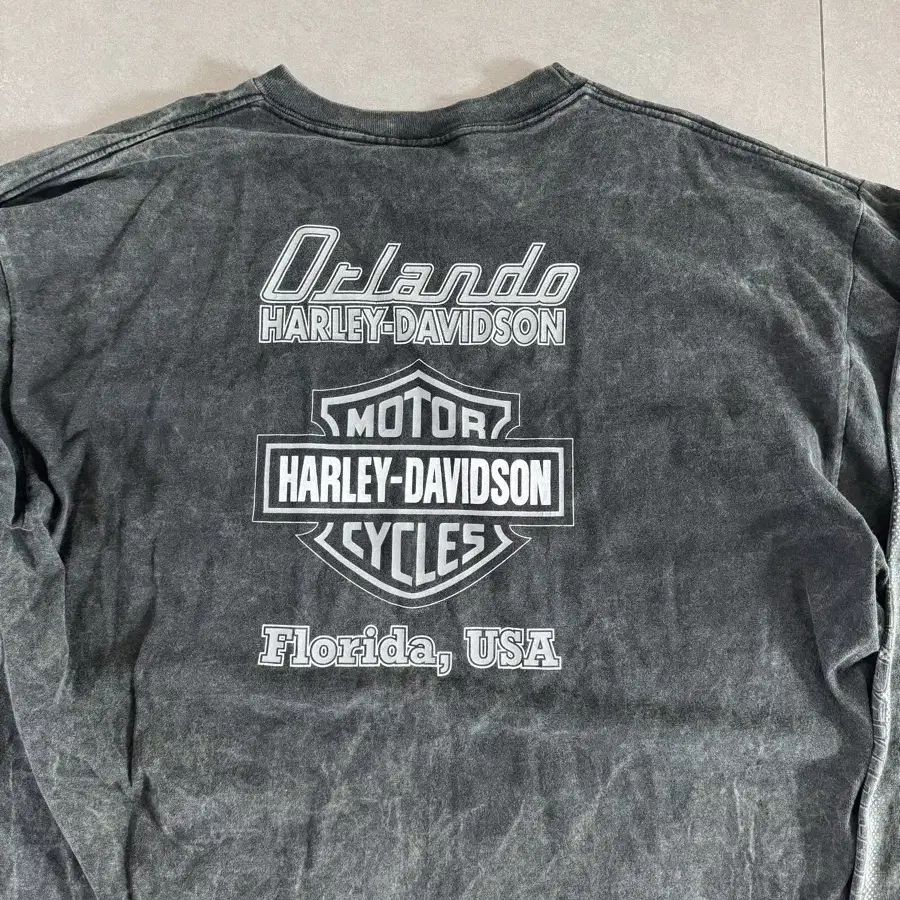 Orlando
HARLEY-DAVIDSON
MOTOR
HARLEY-DAVIDSON
CYCLES
Florida, USA